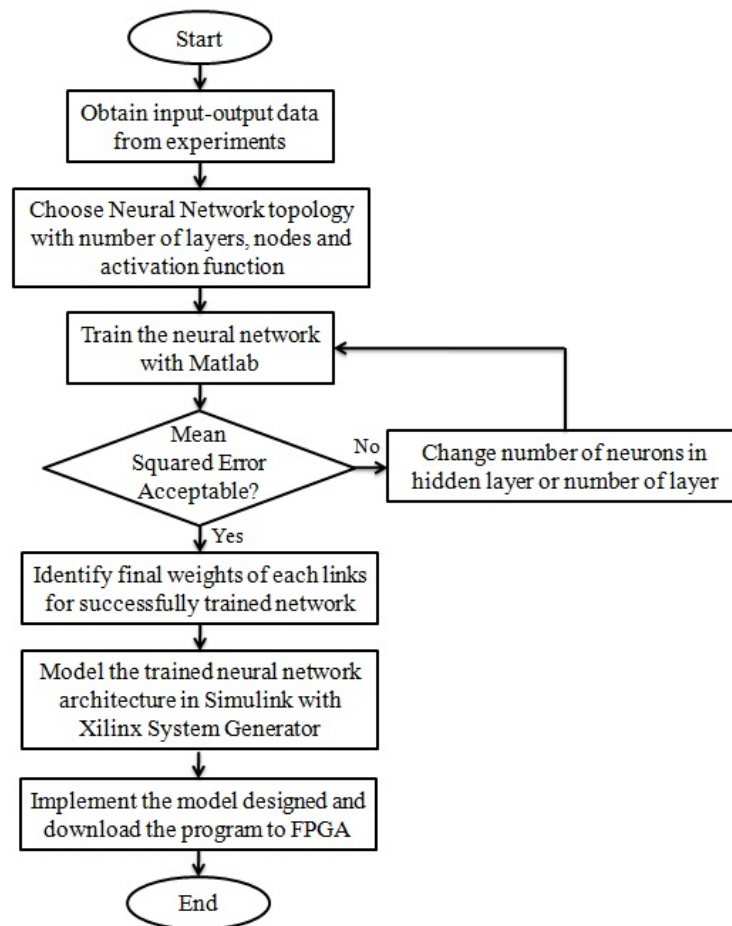 Start
Obtain input-output data
from experiments
Choose Neural Network topology
with number of layers, nodes and
activation function
Train the neural network
with Matlab
Mean
Squared Error
Acceptable?
No
Change number of neurons in
hidden layer or number of layer
Yes
Identify final weights of each links
for successfully trained network
Model the trained neural network
architecture in Simulink with
Xilinx System Generator
Implement the model designed and
download the program to FPGA
End